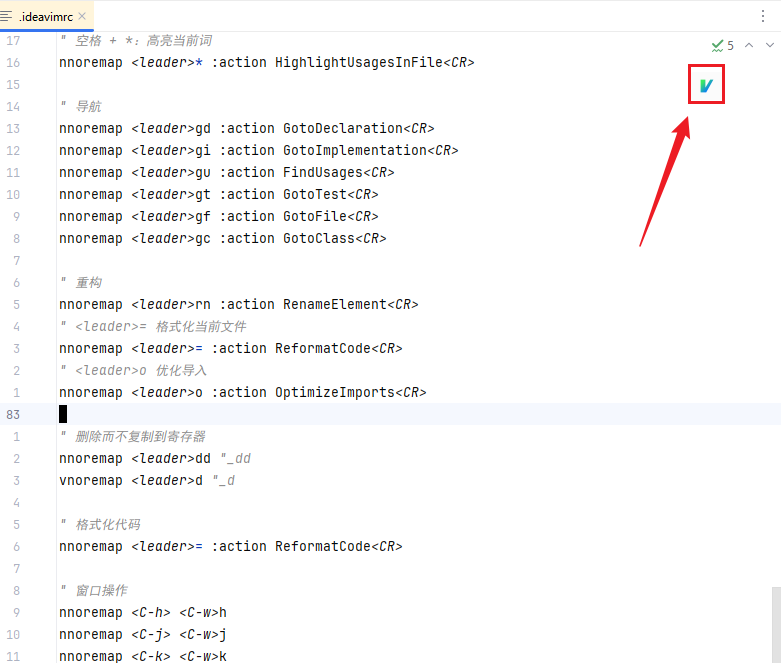 .ideavimrc
5
17 " 空格 + *：高亮当前词
16 nnoremap <leader>* :action HighlightUsagesInFile<CR>
15
14 " 导航
13 nnoremap <leader>gd :action GotoDeclaration<CR>
12 nnoremap <leader>gi :action GotoImplementation<CR>
11 nnoremap <leader>gu :action FindUsages<CR>
10 nnoremap <leader>gt :action GotoTest<CR>
9 nnoremap <leader>gf :action GotoFile<CR>
8 nnoremap <leader>gc :action GotoClass<CR>
7
6 " 重构
5 nnoremap <leader>rn :action RenameElement<CR>
4 " <leader>= 格式化当前文件
3 nnoremap <leader>= :action ReformatCode<CR>
2 " <leader>o 优化导入
1 nnoremap <leader>o :action OptimizeImports<CR>
83
1 " 删除而不复制到寄存器
2 nnoremap <leader>dd "_dd
3 vnoremap <leader>d "_d
4
5 " 格式化代码
6 nnoremap <leader>= :action ReformatCode<CR>
7
8 " 窗口操作
9 nnoremap <C-h> <C-w>h
10 nnoremap <C-j> <C-w>j
11 nnoremap <C-k> <C-w>k